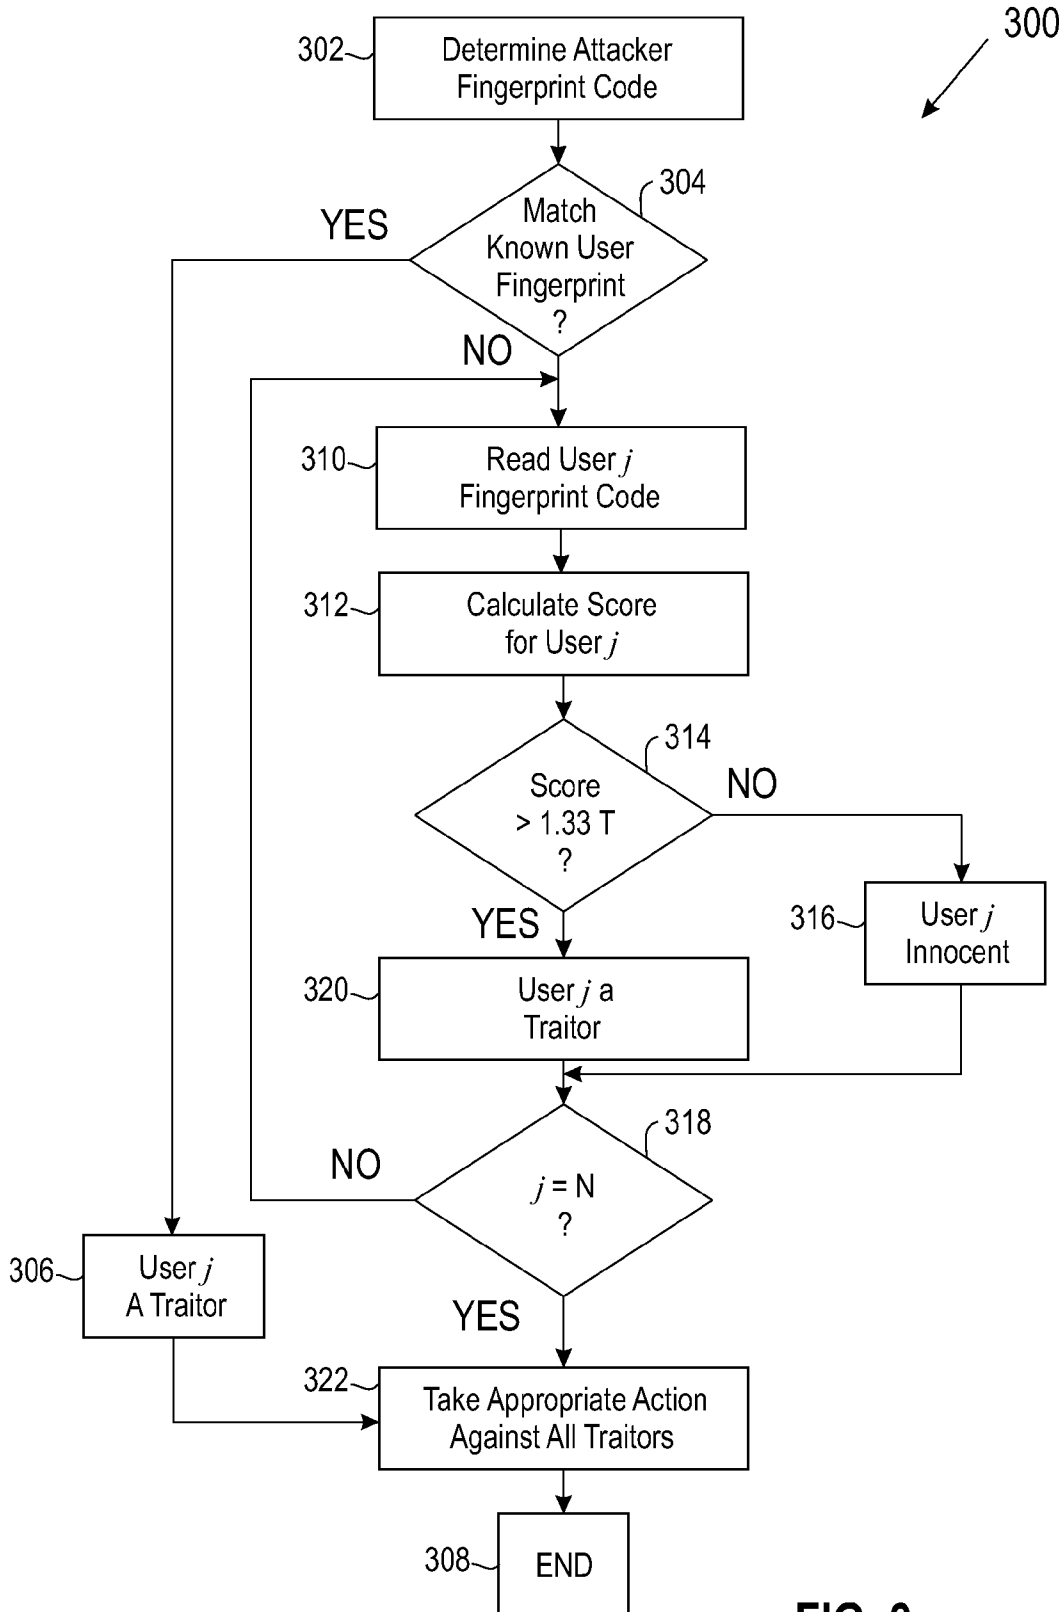 300
302
Determine Attacker
Fingerprint Code
304
Match
Known User
Fingerprint
?
YES
NO
310
Read User j
Fingerprint Code
312
Calculate Score
for User j
314
Score
> 1.33 T
?
NO
YES
316
User j
Innocent
320
User j a
Traitor
318
j = N
?
NO
YES
306
User j
A Traitor
322
Take Appropriate Action
Against All Traitors
308
END
FIG.